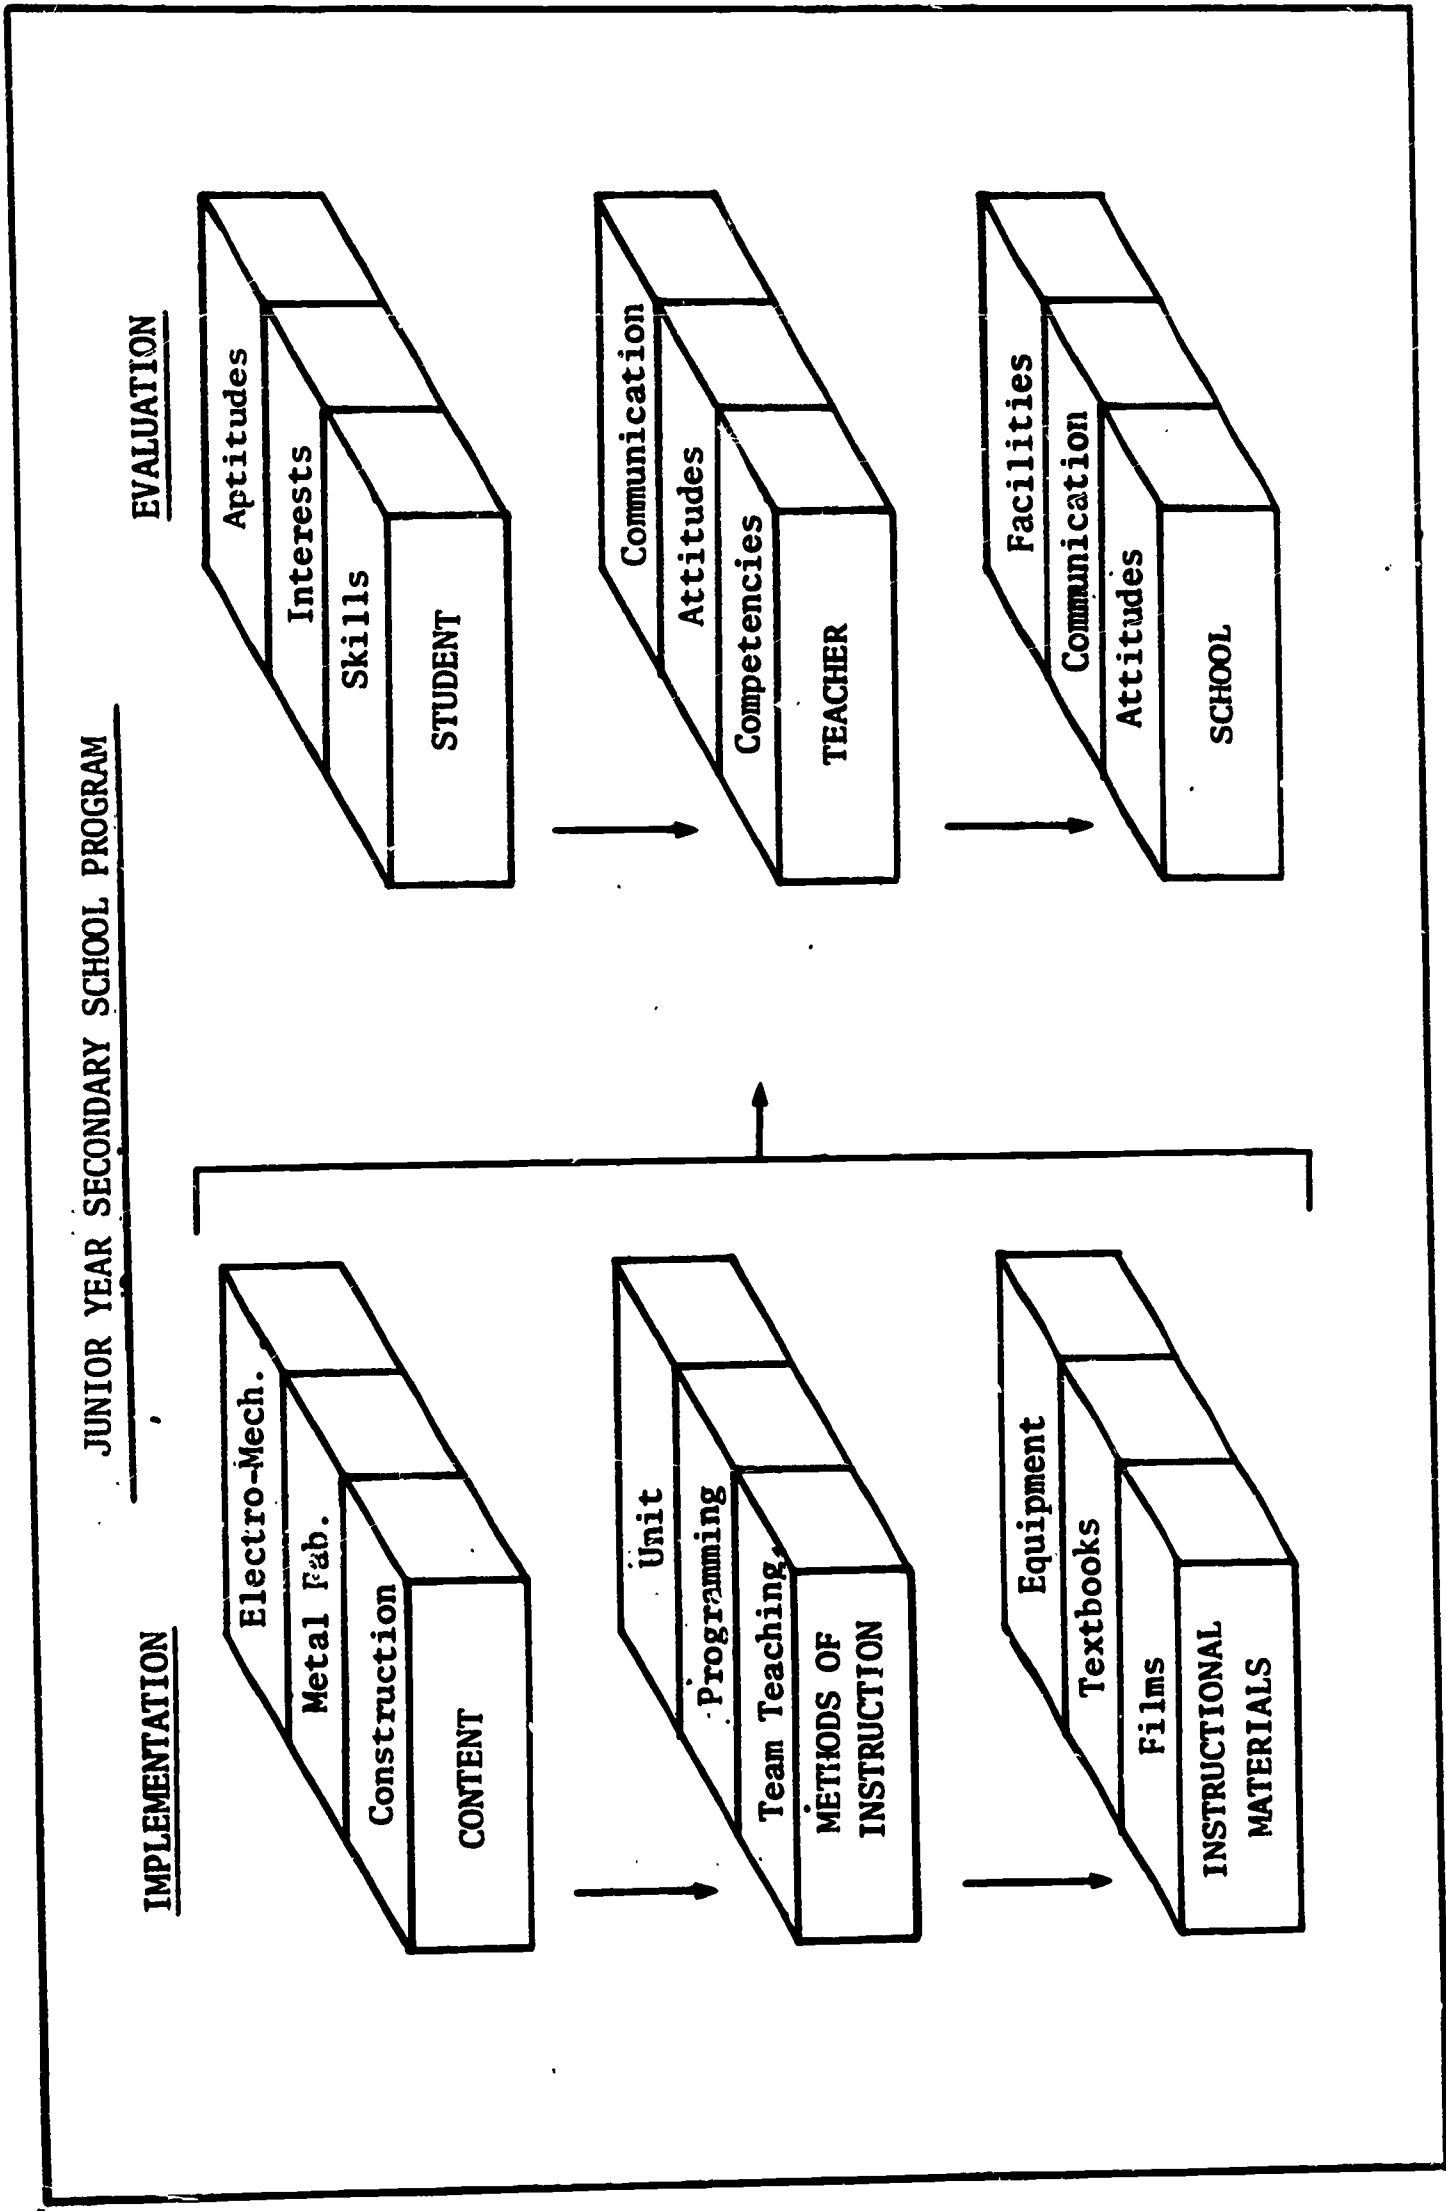 JUNIOR YEAR SECONDARY SCHOOL PROGRAM
IMPLEMENTATION
Electro-Mech.
Metal Fab.
Construction
CONTENT
Unit
Programming
Team Teaching
METHODS OF
INSTRUCTION
Equipment
Textbooks
Films
INSTRUCTIONAL
MATERIALS
EVALUATION
Aptitudes
Interests
Skills
STUDENT
Communication
Attitudes
Competencies
TEACHER
Facilities
Communication
Attitudes
SCHOOL